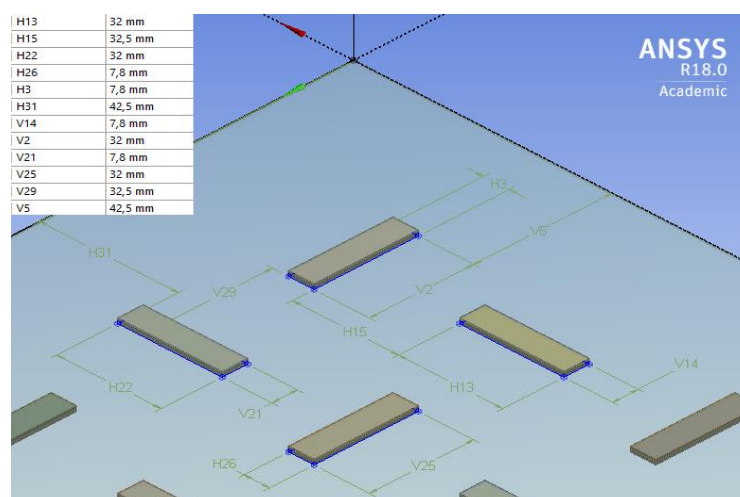 H13 32 mm
H15 32,5 mm
H22 32 mm
H26 7,8 mm
H3 7,8 mm
H31 42,5 mm
V14 7,8 mm
V2 32 mm
V21 7,8 mm
V25 32 mm
V29 32,5 mm
V5 42,5 mm
ANSYS
R18.0
Academic
H3
V5
H31
V29
V2
H15
V14
H22
H13
V21
H26
V25